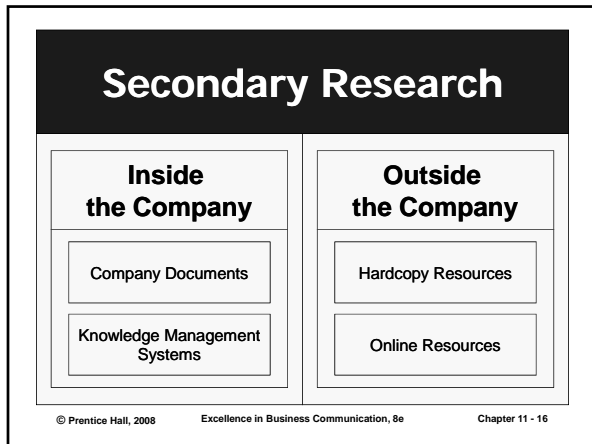 Secondary Research
Inside
the Company
Company Documents
Knowledge Management
Systems
Outside
the Company
Hardcopy Resources
Online Resources
© Prentice Hall, 2008 Excellence in Business Communication, 8e Chapter 11 - 16